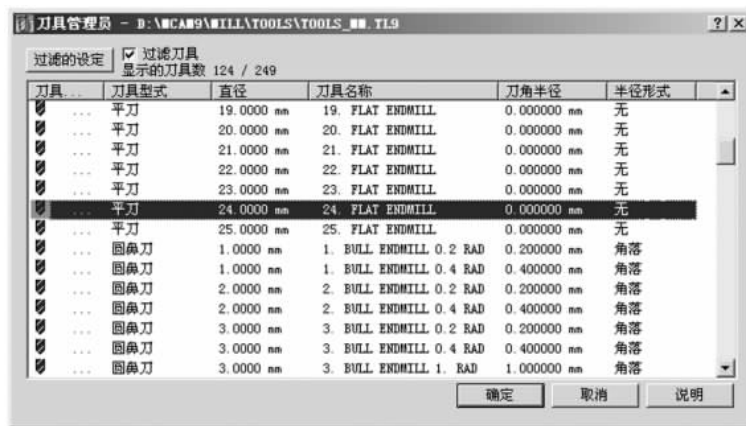 刀具管理员 - D:\MCAM9\MILL\TOOLS\TOOLS_MM.TL9
过滤的设定
过滤刀具
显示的刀具数 124 / 249
刀具... 刀具型式 直径 刀具名称 刀角半径 半径形式
... 平刀 19.0000 mm 19. FLAT ENDMILL 0.000000 mm 无
... 平刀 20.0000 mm 20. FLAT ENDMILL 0.000000 mm 无
... 平刀 21.0000 mm 21. FLAT ENDMILL 0.000000 mm 无
... 平刀 22.0000 mm 22. FLAT ENDMILL 0.000000 mm 无
... 平刀 23.0000 mm 23. FLAT ENDMILL 0.000000 mm 无
... 平刀 24.0000 mm 24. FLAT ENDMILL 0.000000 mm 无
... 平刀 25.0000 mm 25. FLAT ENDMILL 0.000000 mm 无
... 圆鼻刀 1.0000 mm 1. BULL ENDMILL 0.2 RAD 0.200000 mm 角落
... 圆鼻刀 1.0000 mm 1. BULL ENDMILL 0.4 RAD 0.400000 mm 角落
... 圆鼻刀 2.0000 mm 2. BULL ENDMILL 0.2 RAD 0.200000 mm 角落
... 圆鼻刀 2.0000 mm 2. BULL ENDMILL 0.4 RAD 0.400000 mm 角落
... 圆鼻刀 3.0000 mm 3. BULL ENDMILL 0.2 RAD 0.200000 mm 角落
... 圆鼻刀 3.0000 mm 3. BULL ENDMILL 0.4 RAD 0.400000 mm 角落
... 圆鼻刀 3.0000 mm 3. BULL ENDMILL 1. RAD 1.000000 mm 角落
确定 取消 说明